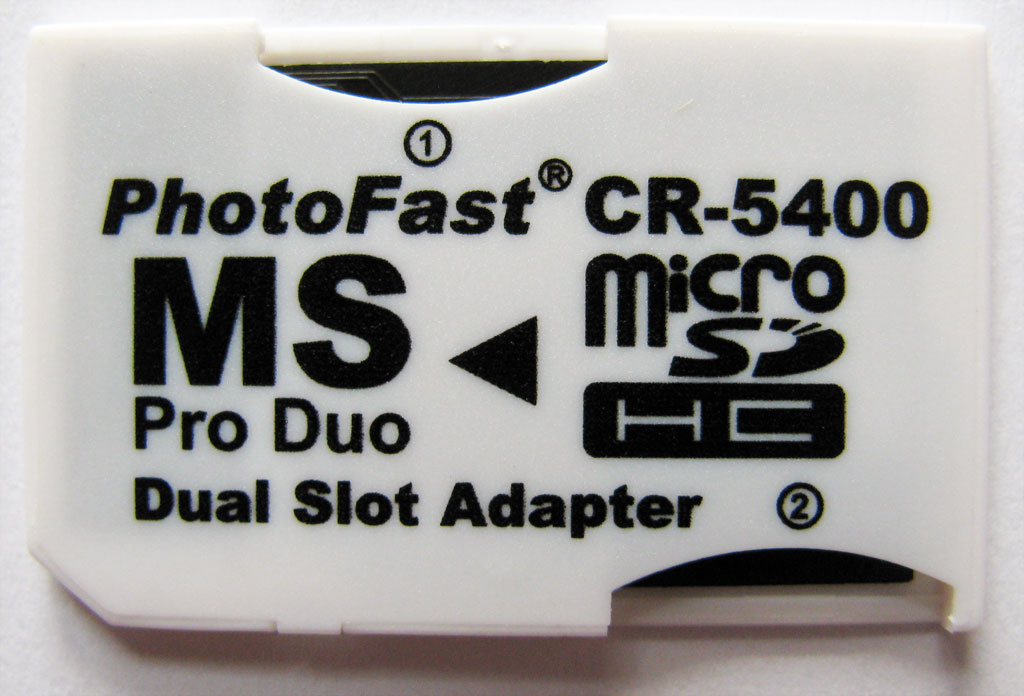 ①
PhotoFast® CR-5400
MS
Pro Duo
micro
SD
HC
Dual Slot Adapter
②